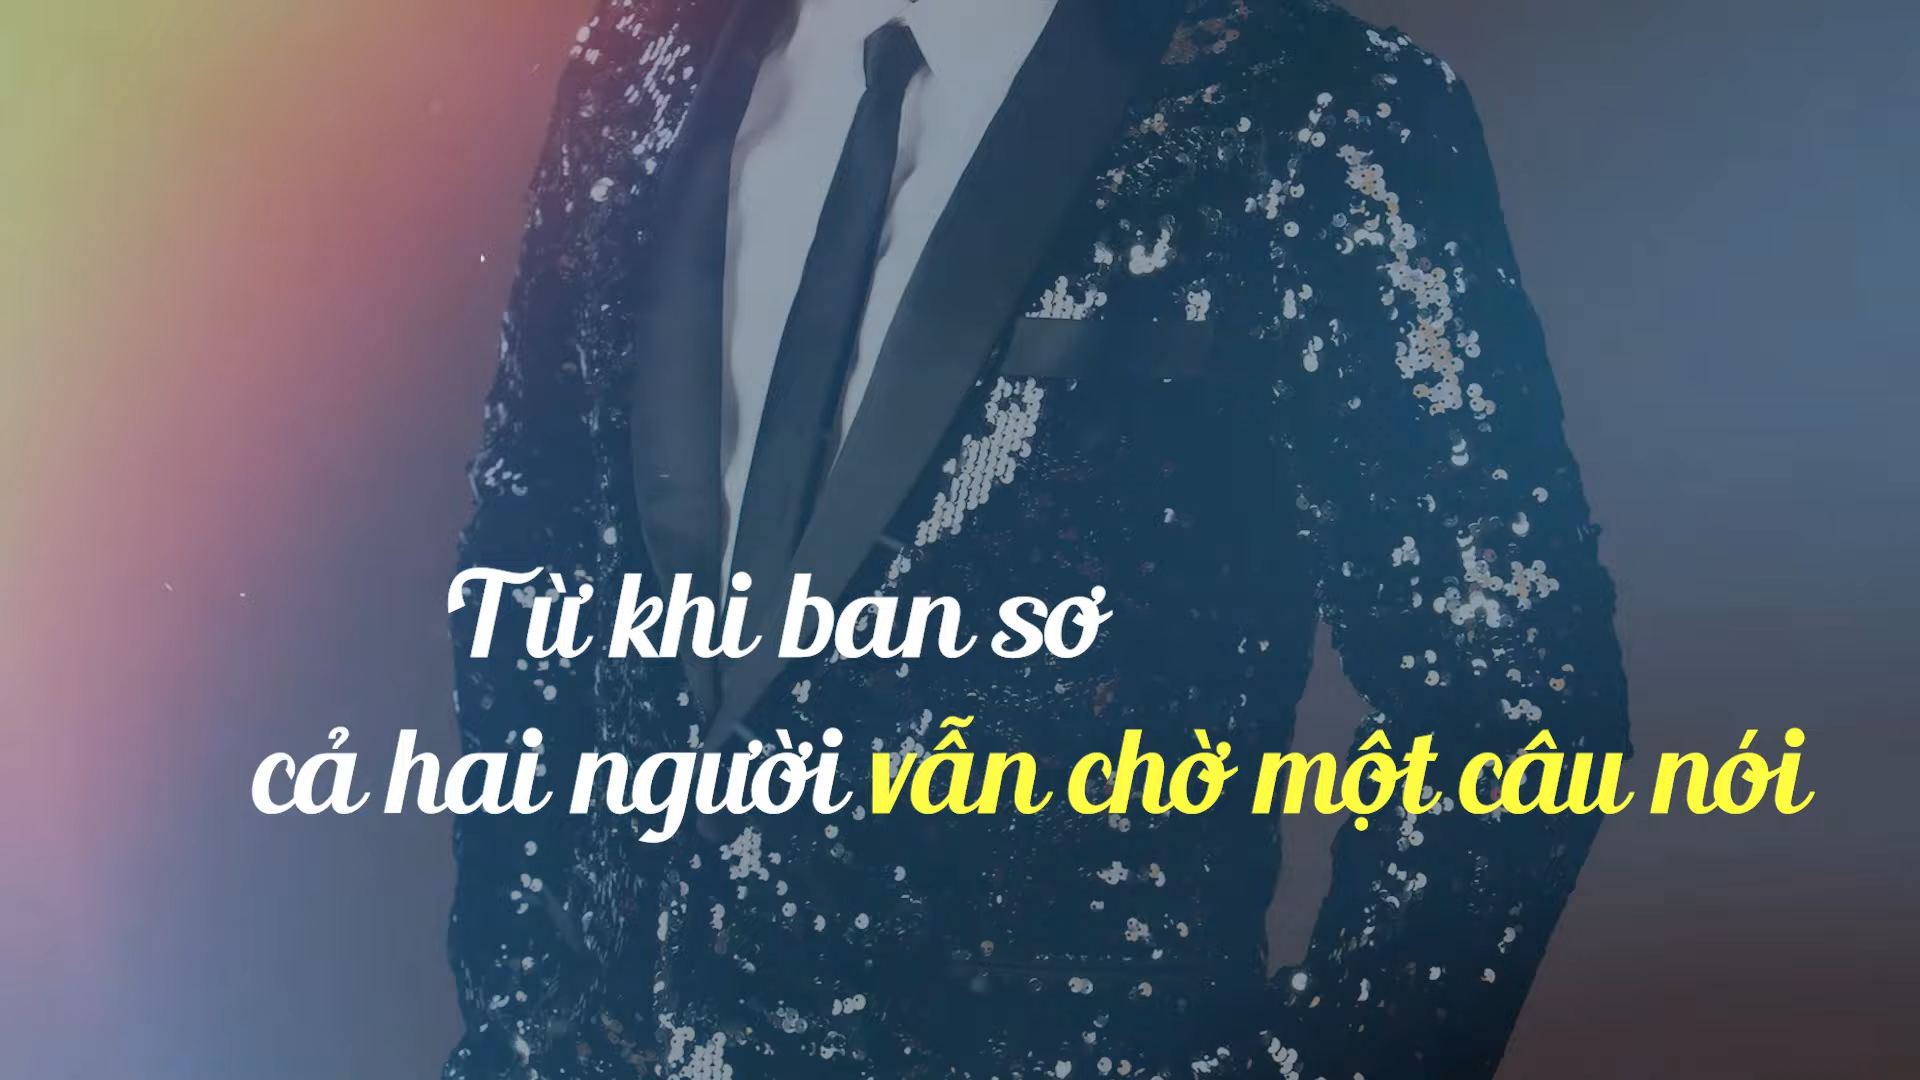 Từ khi ban sơ
cả hai người vẫn chờ một câu nói